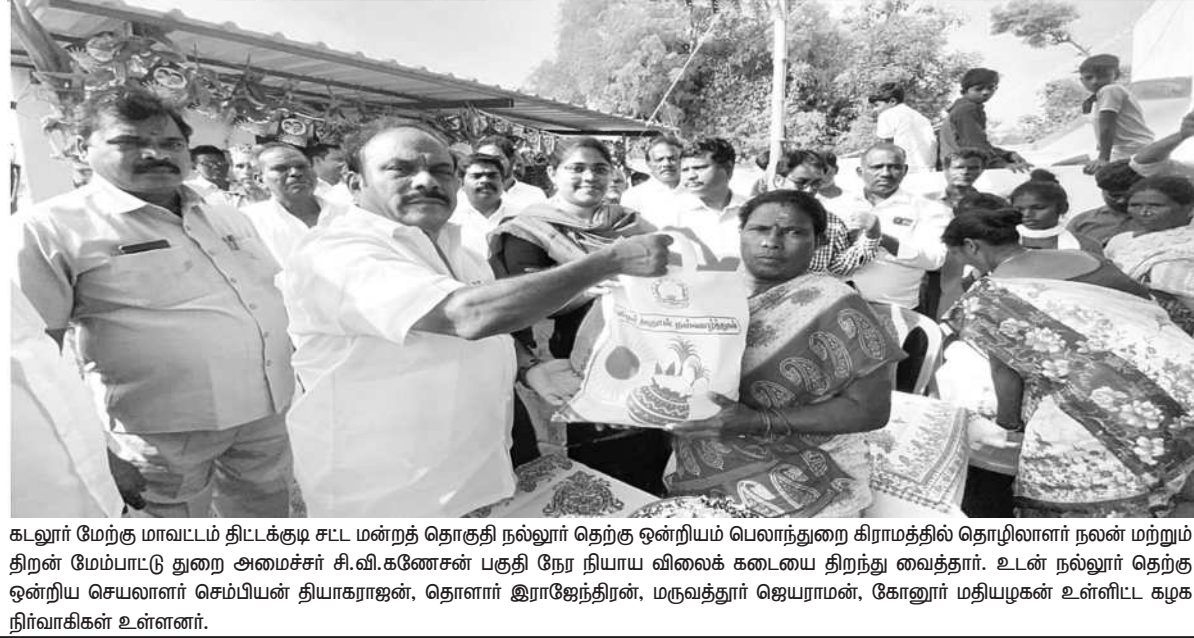 நல்வாழ்த்துகள்
கடலூர் மேற்கு மாவட்டம் திட்டக்குடி சட்ட மன்றத் தொகுதி நல்லூர் தெற்கு ஒன்றியம் பெலாந்துறை கிராமத்தில் தொழிலாளர் நலன் மற்றும்
திறன் மேம்பாட்டு துறை அமைச்சர் சி.வி.கணேசன் பகுதி நேர நியாய விலைக் கடையை திறந்து வைத்தார். உடன் நல்லூர் தெற்கு
ஒன்றிய செயலாளர் செம்பியன் தியாகராஜன், தொளார் இராஜேந்திரன், மருவத்தூர் ஜெயராமன், கோனூர் மதியழகன் உள்ளிட்ட கழக
நிர்வாகிகள் உள்ளனர்.